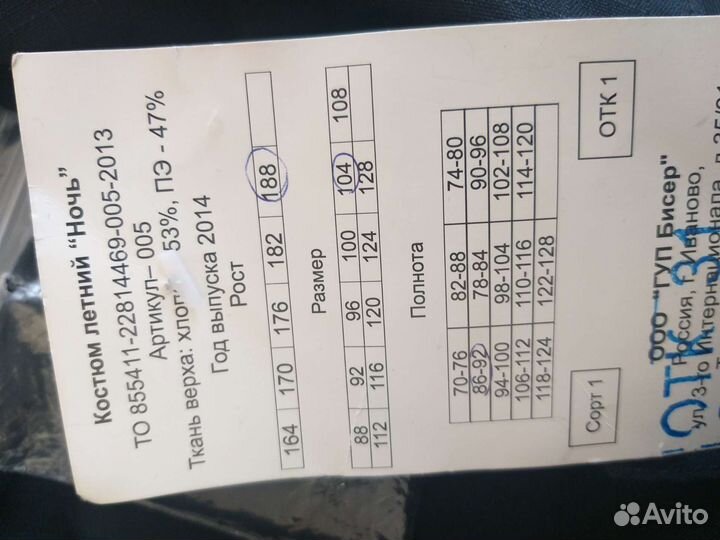 Костюм летний “Ночь”
ТО 855411-22814469-005-2013
Артикул– 005
Ткань верха: 53%, ПЭ - 47%
Год выпуска 2014
Рост
164 170 176 182 188
Размер
88 92 96 100 104 108
112 116 120 124 128
Полнота
70-76 82-88 74-80
86-92 78-84 90-96
94-100 98-104 102-108
106-112 110-116 114-120
118-124 122-128
Сорт 1 ОТК 1
ООО "ГУП Бисер"
Россия, г. Иваново,
ул. 3-го Интернационала,
ОТК 31
Avito